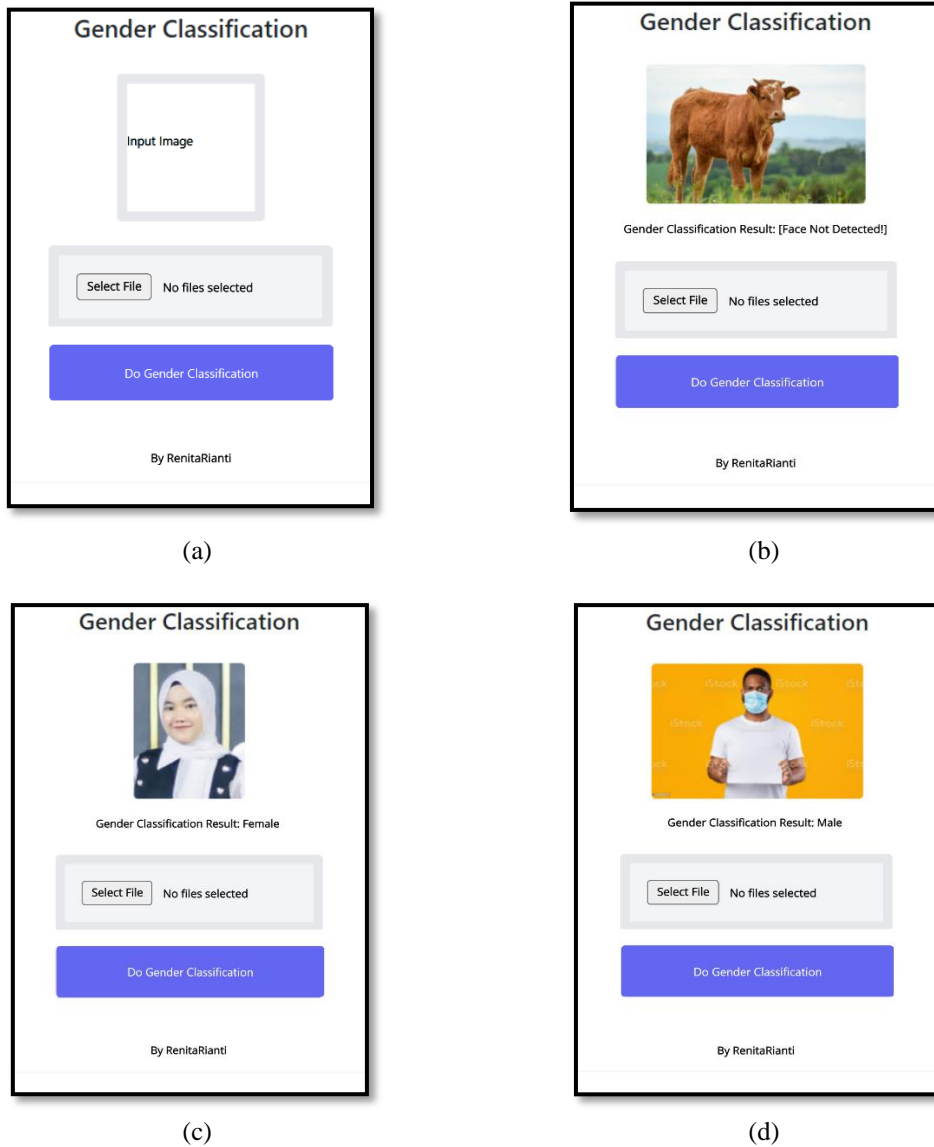 Gender Classification
Input Image
Select File No files selected
Do Gender Classification
By RenitaRianti
(a)
Gender Classification
Gender Classification Result: [Face Not Detected!]
Select File No files selected
Do Gender Classification
By RenitaRianti
(b)
Gender Classification
Gender Classification Result: Female
Select File No files selected
Do Gender Classification
By RenitaRianti
(c)
Gender Classification
iStock iStock
iStock iStock
Gender Classification Result: Male
Select File No files selected
Do Gender Classification
By RenitaRianti
(d)